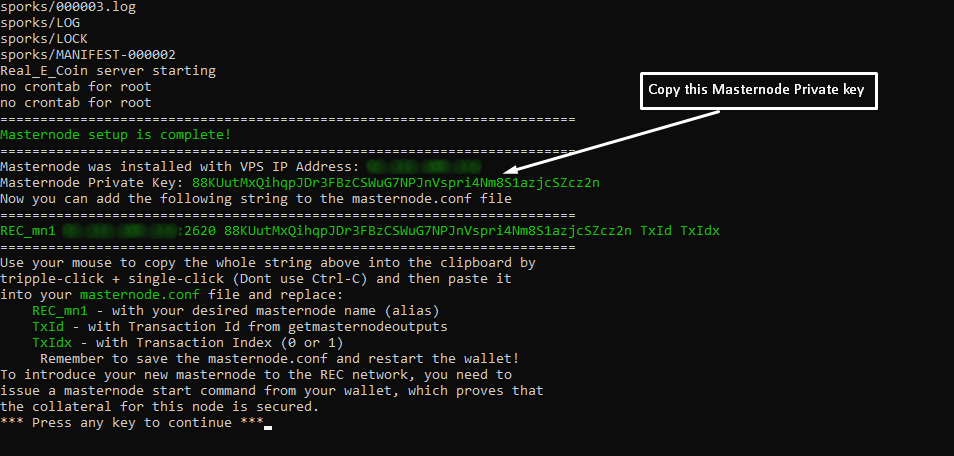 sporks/000003.log
sporks/LOG
sporks/LOCK
sporks/MANIFEST-000002
Real_E_Coin server starting
no crontab for root
no crontab for root
Copy this Masternode Private key
========================================================================
Masternode setup is complete!
========================================================================
Masternode was installed with VPS IP Address:
Masternode Private Key: 88KUutMxQihqpJDr3FBzCSWuG7NPJnVspri4Nm8S1azjcSZcz2n
Now you can add the following string to the masternode.conf file
========================================================================
REC_mn1 :2620 88KUutMxQihqpJDr3FBzCSWuG7NPJnVspri4Nm8S1azjcSZcz2n TxId TxIdx
========================================================================
Use your mouse to copy the whole string above into the clipboard by
tripple-click + single-click (Dont use Ctrl-C) and then paste it
into your masternode.conf file and replace:
REC_mn1 - with your desired masternode name (alias)
TxId - with Transaction Id from getmasternodeoutputs
TxIdx - with Transaction Index (0 or 1)
Remember to save the masternode.conf and restart the wallet!
To introduce your new masternode to the REC network, you need to
issue a masternode start command from your wallet, which proves that
the collateral for this node is secured.
*** Press any key to continue ***